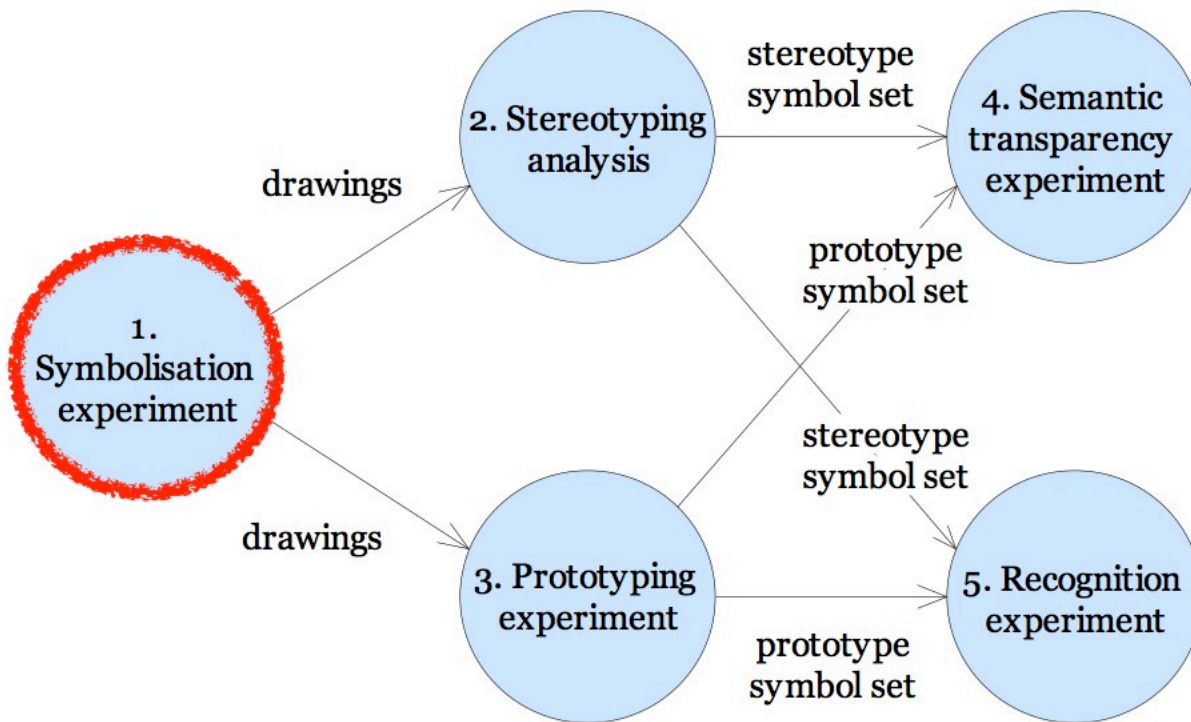 1.
Symbolisation
experiment
drawings
drawings
2. Stereotyping
analysis
3. Prototyping
experiment
stereotype
symbol set
prototype
symbol set
stereotype
symbol set
prototype
symbol set
4. Semantic
transparency
experiment
5. Recognition
experiment